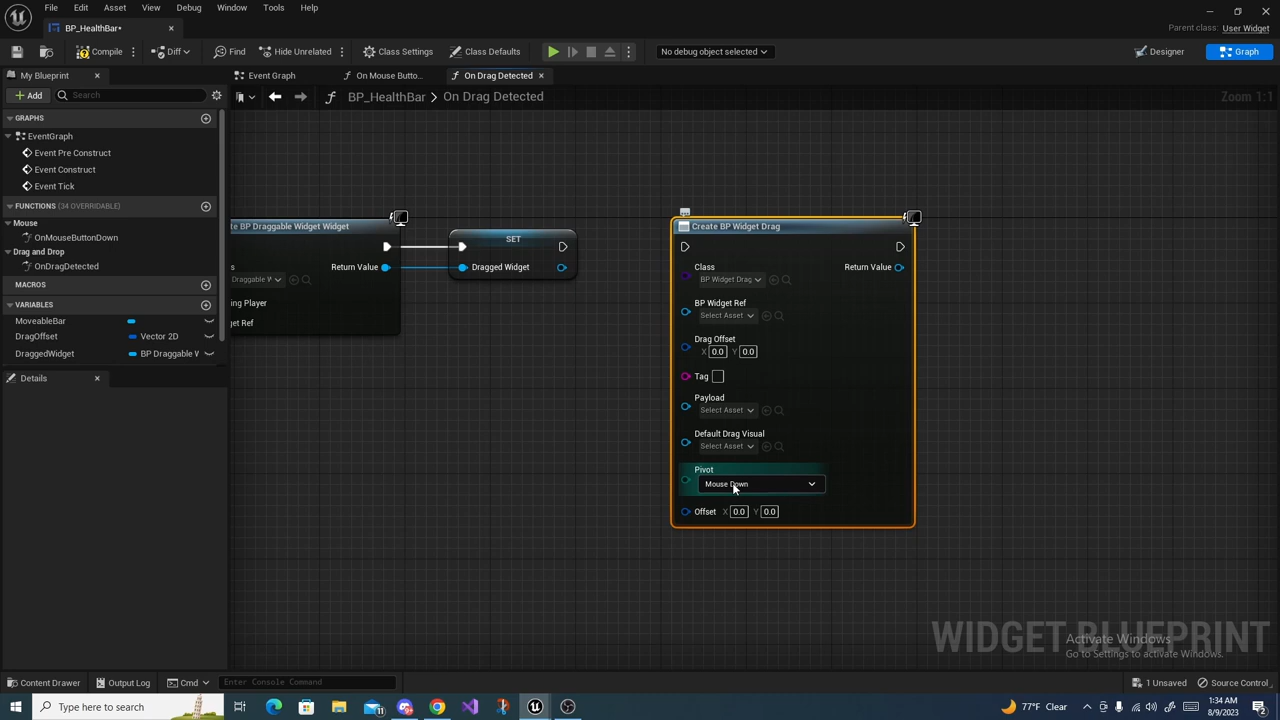 File Edit Asset View Debug Window Tools Help
BP_HealthBar•
Parent class: User Widget
Compile Diff Find Hide Unrelated Class Settings Class Defaults No debug object selected Designer Graph
My Blueprint Event Graph On Mouse Butto... On Drag Detected
Add Search BP_HealthBar > On Drag Detected Zoom 1:1
GRAPHS
EventGraph
Event Pre Construct
Event Construct
Event Tick
FUNCTIONS (34 OVERRIDABLE)
Mouse
OnMouseButtonDown
Drag and Drop
OnDragDetected
MACROS
VARIABLES
MoveableBar
DragOffset Vector 2D
DraggedWidget BP Draggable W
Details
te BP Draggable Widget Widget
Return Value
Draggable W
ing Player
get Ref
SET
Dragged Widget
Create BP Widget Drag
Class Return Value
BP Widget Drag
BP Widget Ref
Select Asset
Drag Offset
X 0.0 Y 0.0
Tag
Payload
Select Asset
Default Drag Visual
Select Asset
Pivot
Mouse Down
Offset X 0.0 Y 0.0
WIDGET BLUEPRINT
Activate Windows
Go to Settings to activate Windows.
Content Drawer Output Log Cmd Enter Console Command 1 Unsaved Source Control
Type here to search 77°F Clear 1:34 AM
8/9/2023